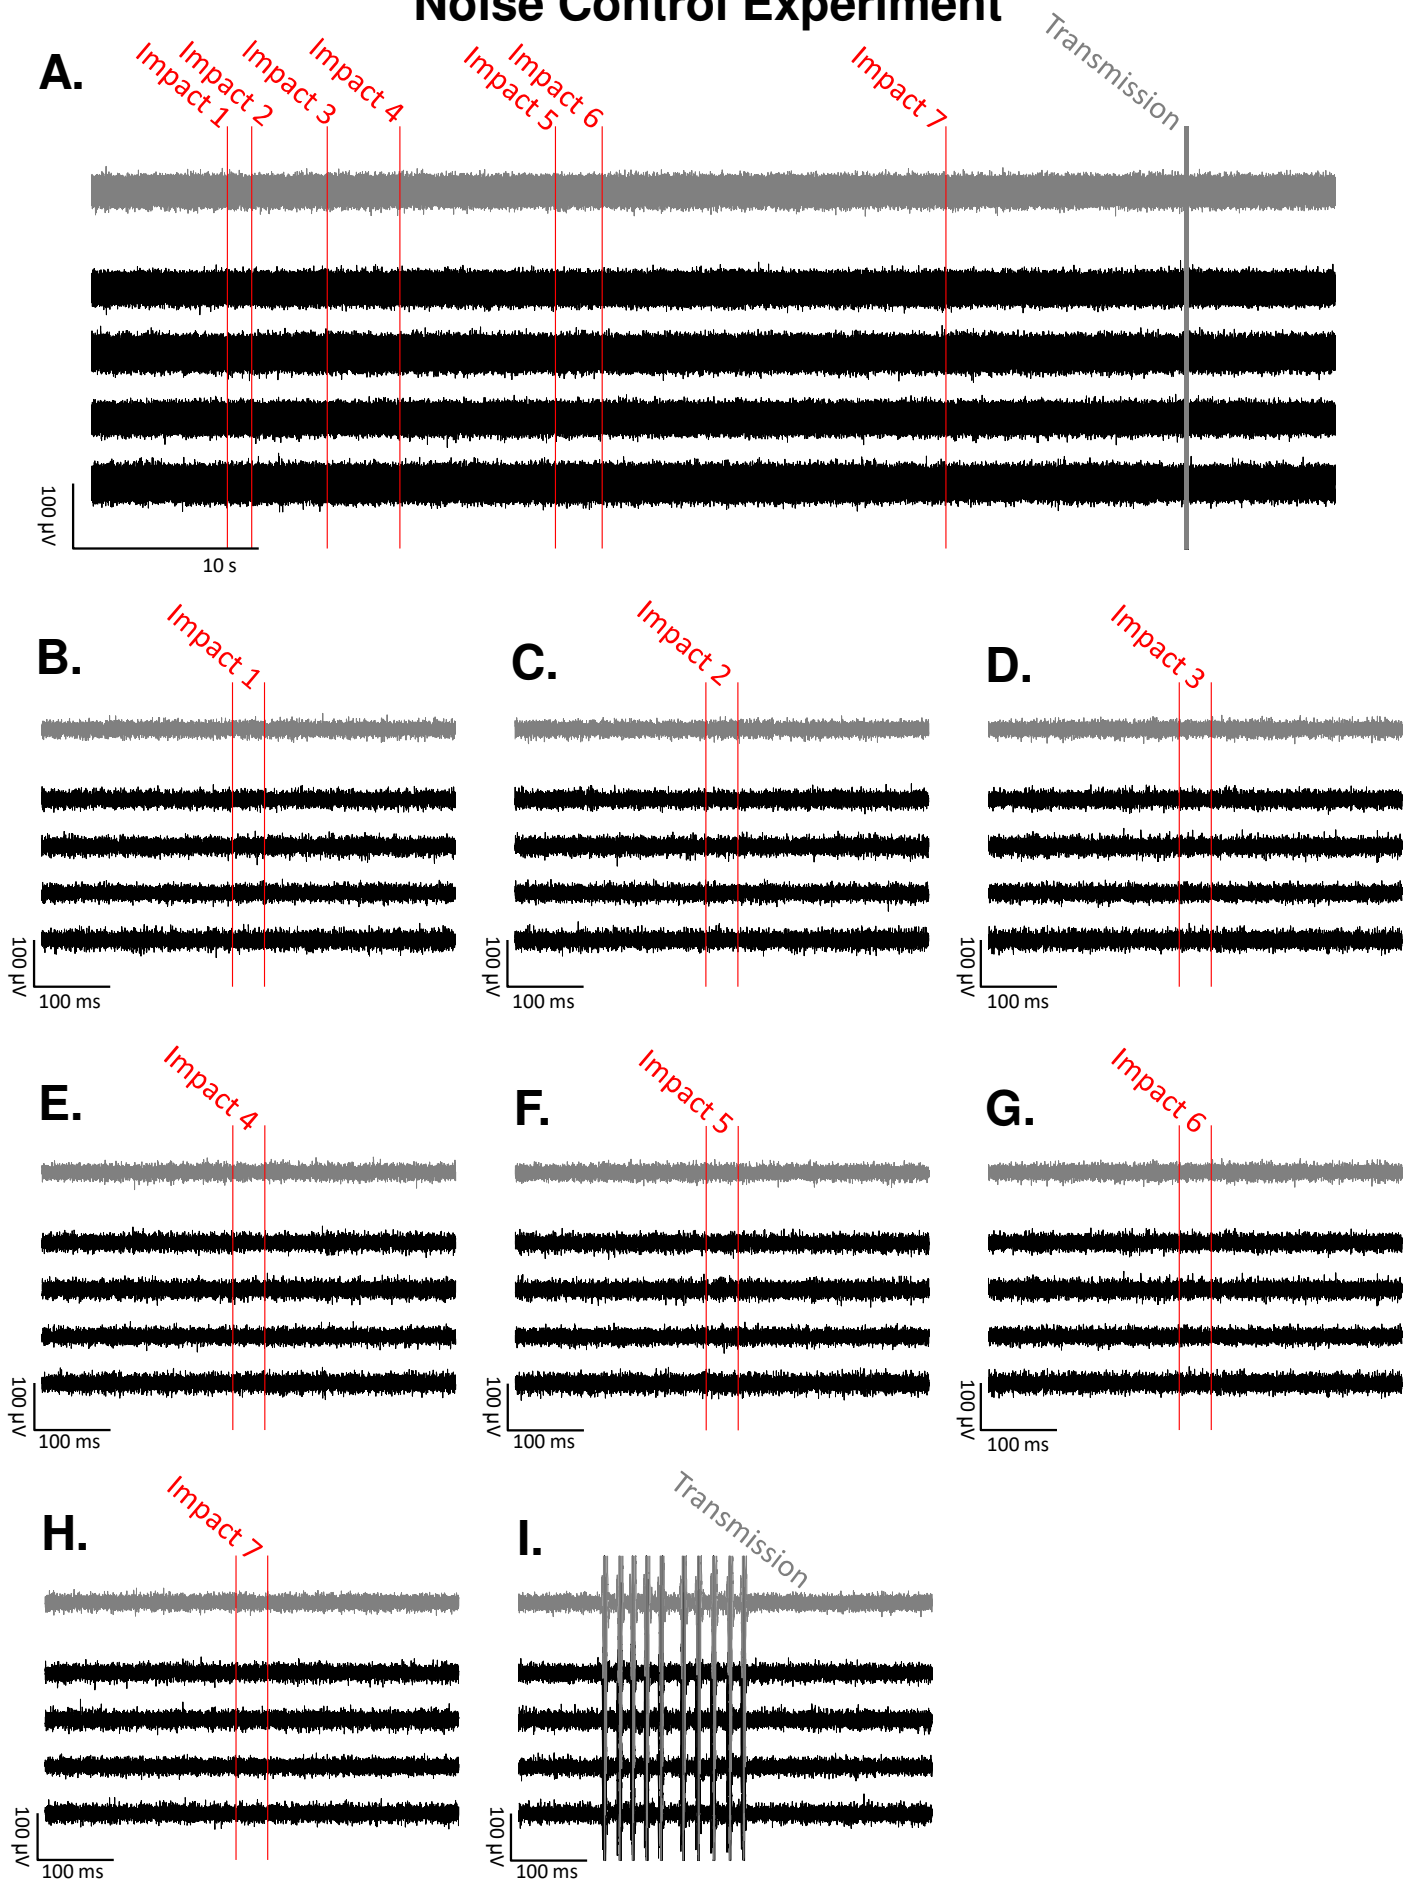 Noise Control Experiment
A.
Impact 1
Impact 2
Impact 3
Impact 4
Impact 5
Impact 6
Impact 7
Transmission
100 µV
10 s
B.
Impact 1
100 µV
100 ms
C.
Impact 2
100 µV
100 ms
D.
Impact 3
100 µV
100 ms
E.
Impact 4
100 µV
100 ms
F.
Impact 5
100 µV
100 ms
G.
Impact 6
100 µV
100 ms
H.
Impact 7
100 µV
100 ms
I.
Transmission
100 µV
100 ms